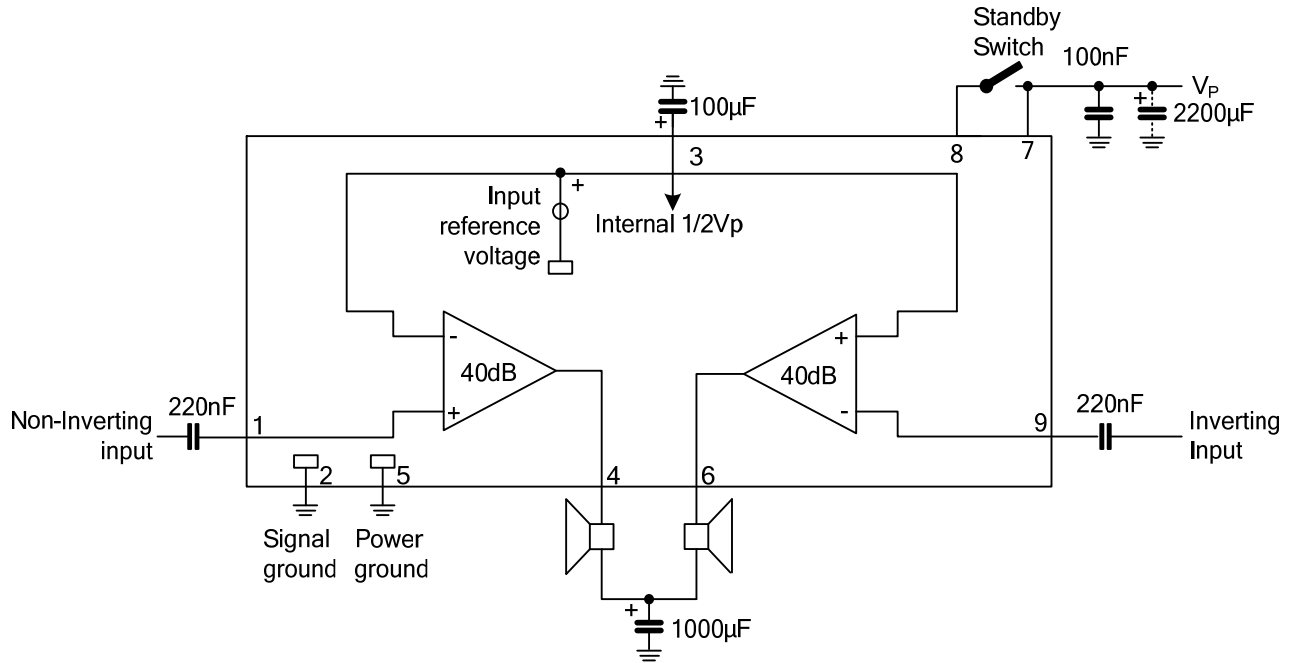 Standby
Switch
100nF
V_P
+
2200µF
100µF
+
3
8
7
Input
reference
voltage
+
Internal 1/2Vp
-
40dB
+
+
40dB
-
Non-Inverting
input
220nF
1
9
220nF
Inverting
Input
2
5
4
6
Signal
ground
Power
ground
+
1000µF